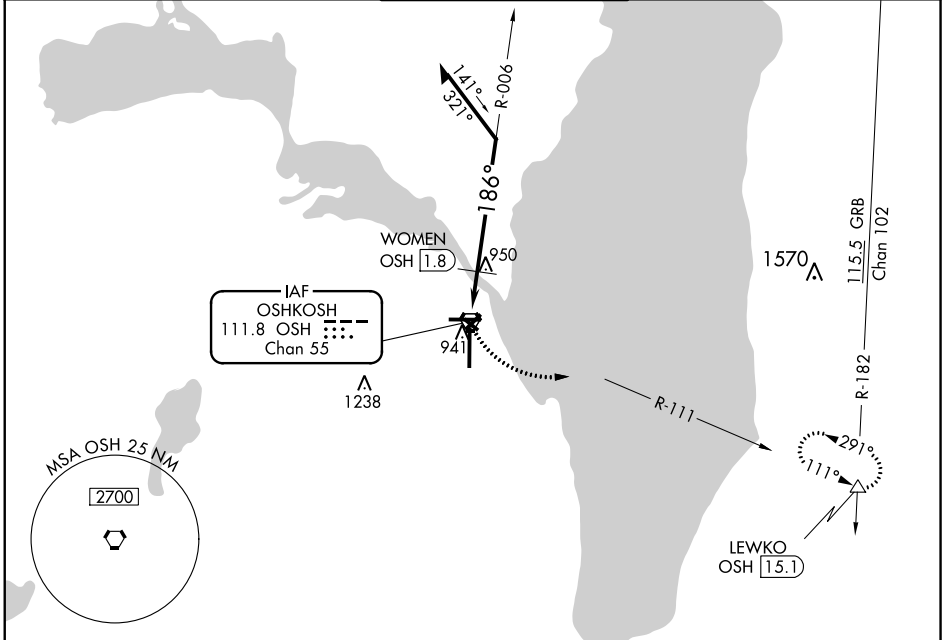 R-006
141°
321°
186°
WOMEN
OSH 1.8
950
1570
115.5 GRB
Chan 102
IAF
OSHKOSH
111.8 OSH
Chan 55
941
1238
R-182
R-111
MSA OSH 25 NM
2700
291°
111°
LEWKO
OSH 15.1